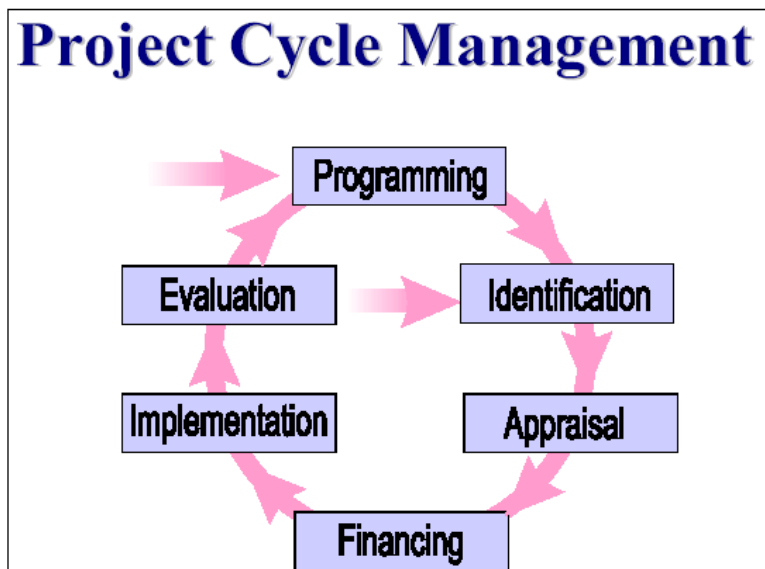 Project Cycle Management
Programming
Evaluation
Identification
Implementation
Appraisal
Financing